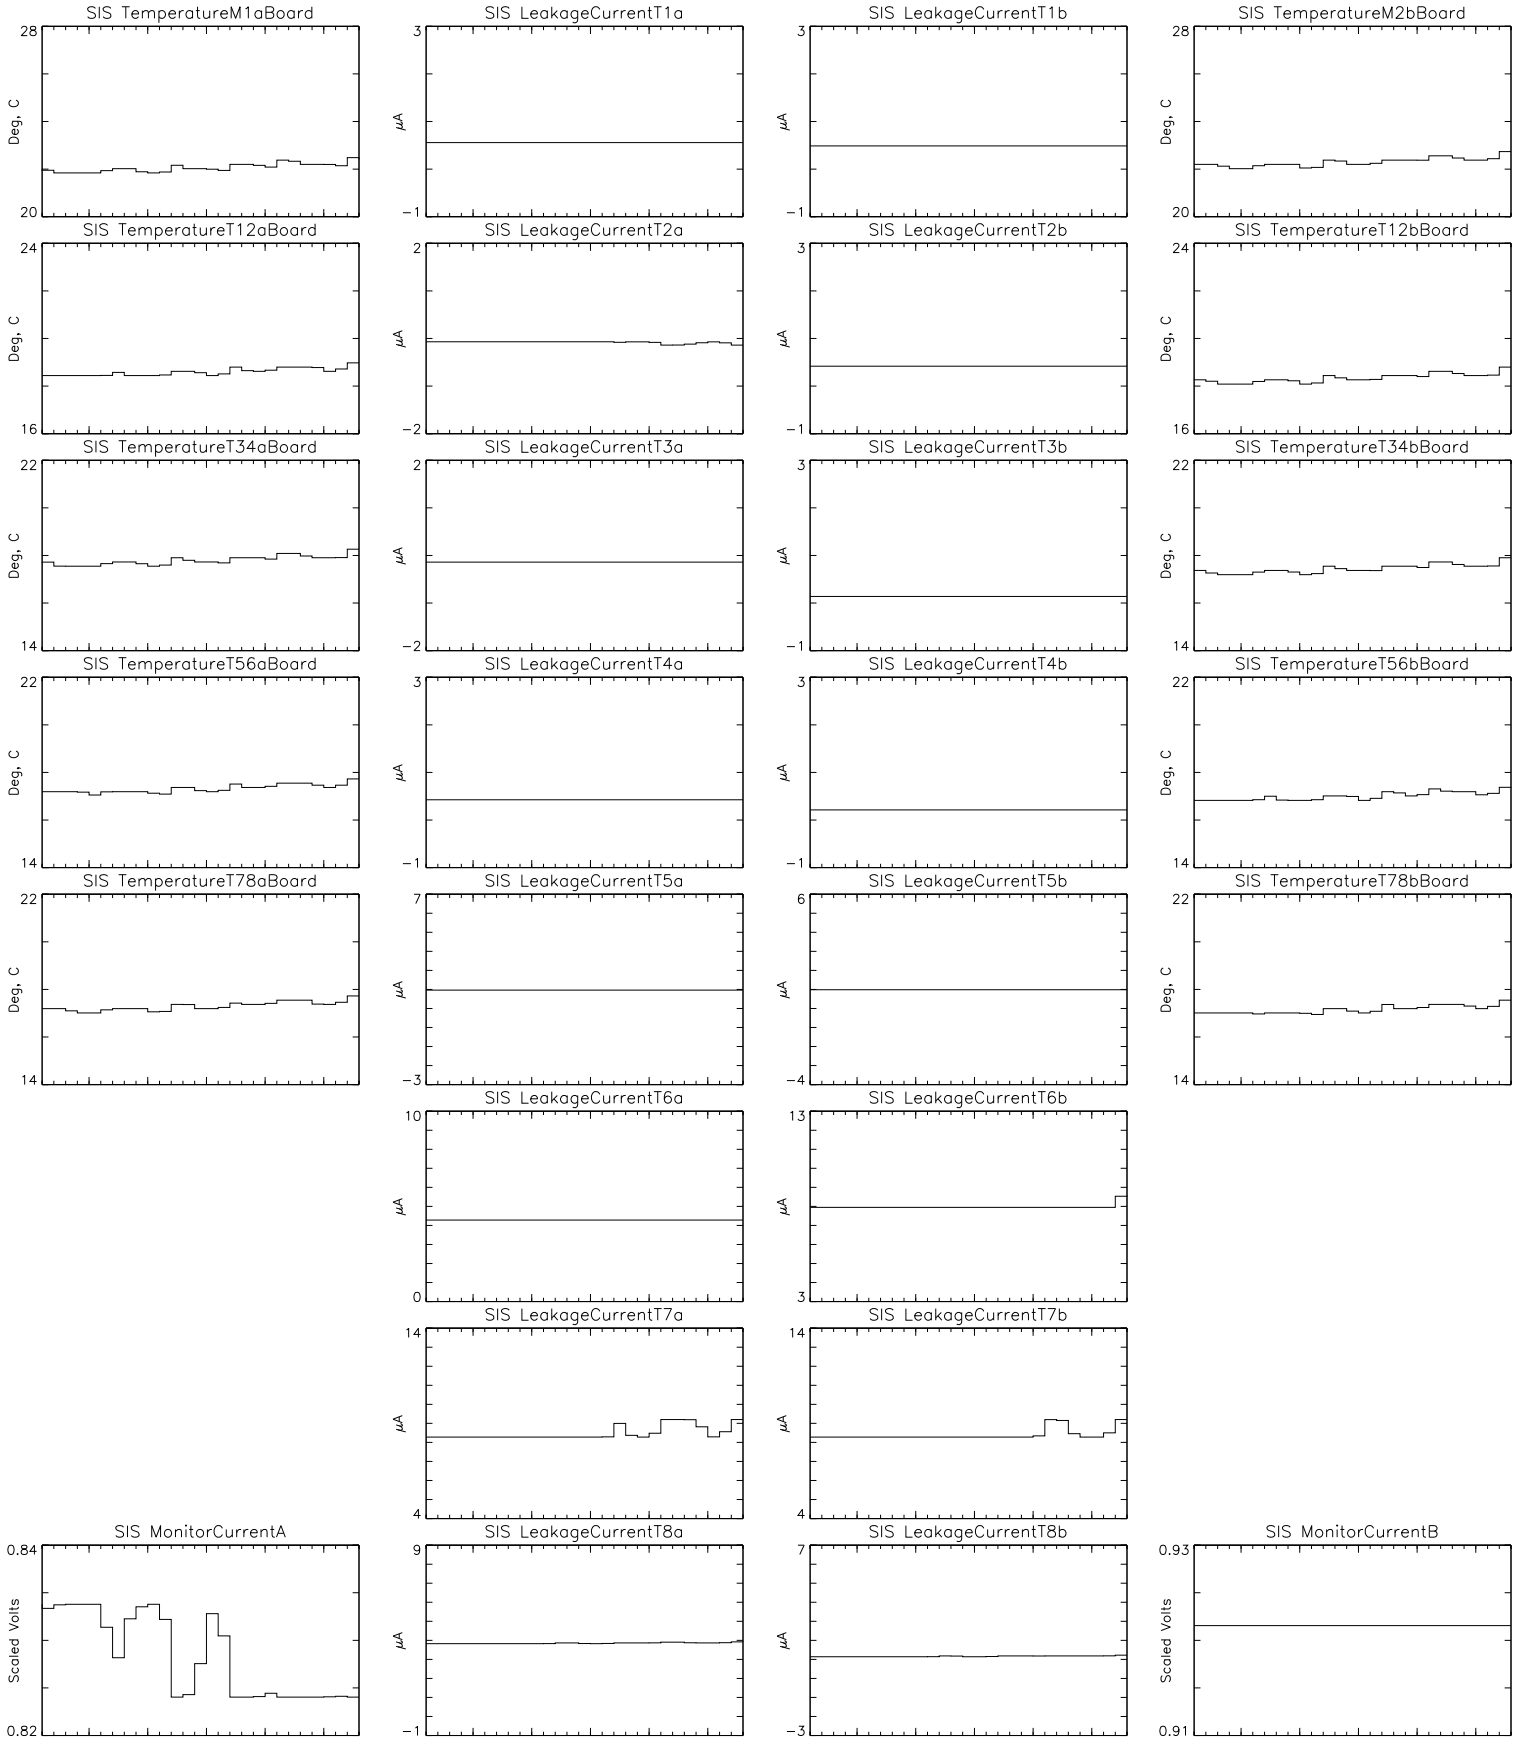 SIS TemperatureM1aBoard
28
Deg, C
20
SIS LeakageCurrentT1a
3
μA
−1
SIS LeakageCurrentT1b
3
μA
−1
SIS TemperatureM2bBoard
28
Deg, C
20
SIS TemperatureT12aBoard
24
Deg, C
16
SIS LeakageCurrentT2a
2
μA
−2
SIS LeakageCurrentT2b
3
μA
−1
SIS TemperatureT12bBoard
24
Deg, C
16
SIS TemperatureT34aBoard
22
Deg, C
14
SIS LeakageCurrentT3a
2
μA
−2
SIS LeakageCurrentT3b
3
μA
−1
SIS TemperatureT34bBoard
22
Deg, C
14
SIS TemperatureT56aBoard
22
Deg, C
14
SIS LeakageCurrentT4a
3
μA
−1
SIS LeakageCurrentT4b
3
μA
−1
SIS TemperatureT56bBoard
22
Deg, C
14
SIS TemperatureT78aBoard
22
Deg, C
14
SIS LeakageCurrentT5a
7
μA
−3
SIS LeakageCurrentT5b
6
μA
−4
SIS TemperatureT78bBoard
22
Deg, C
14
SIS LeakageCurrentT6a
10
μA
0
SIS LeakageCurrentT6b
13
μA
3
SIS LeakageCurrentT7a
14
μA
4
SIS LeakageCurrentT7b
14
μA
4
SIS MonitorCurrentA
0.84
Scaled Volts
0.82
SIS LeakageCurrentT8a
9
μA
−1
SIS LeakageCurrentT8b
7
μA
−3
SIS MonitorCurrentB
0.93
Scaled Volts
0.91